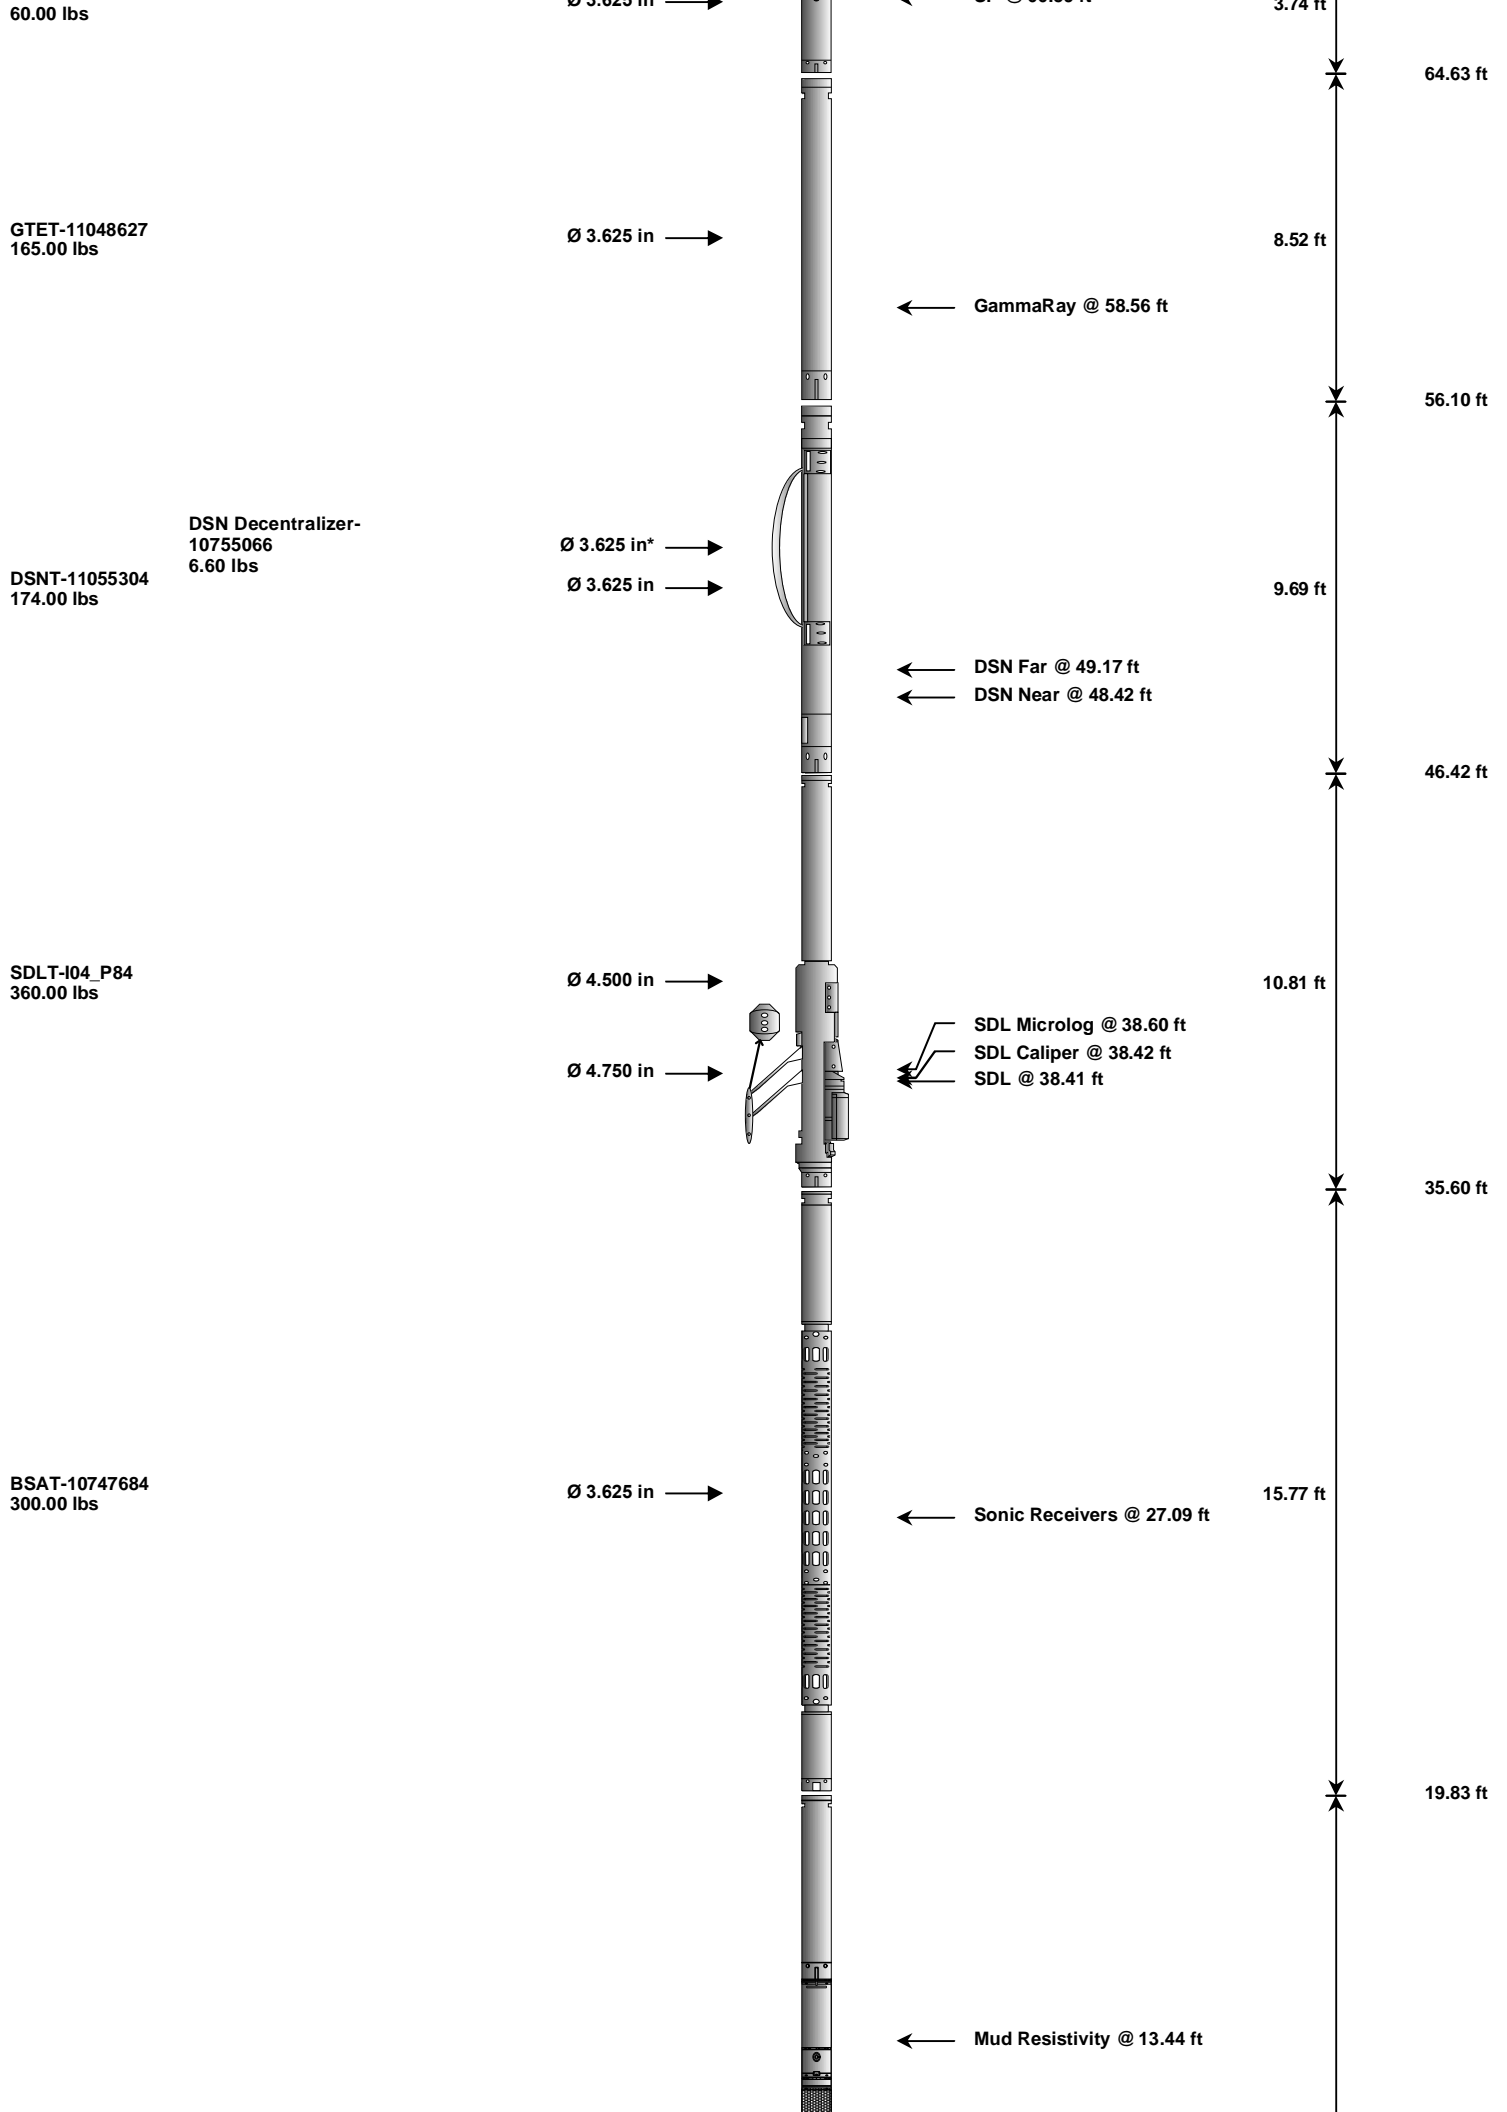 Ø 3.625 in
3.74 ft
60.00 lbs
64.63 ft
GTET-11048627
165.00 lbs
Ø 3.625 in
8.52 ft
GammaRay @ 58.56 ft
56.10 ft
DSN Decentralizer-
10755066
6.60 lbs
Ø 3.625 in*
DSNT-11055304
174.00 lbs
Ø 3.625 in
9.69 ft
DSN Far @ 49.17 ft
DSN Near @ 48.42 ft
46.42 ft
SDLT-I04_P84
360.00 lbs
Ø 4.500 in
10.81 ft
SDL Microlog @ 38.60 ft
SDL Caliper @ 38.42 ft
Ø 4.750 in
SDL @ 38.41 ft
35.60 ft
BSAT-10747684
300.00 lbs
Ø 3.625 in
15.77 ft
Sonic Receivers @ 27.09 ft
19.83 ft
Mud Resistivity @ 13.44 ft